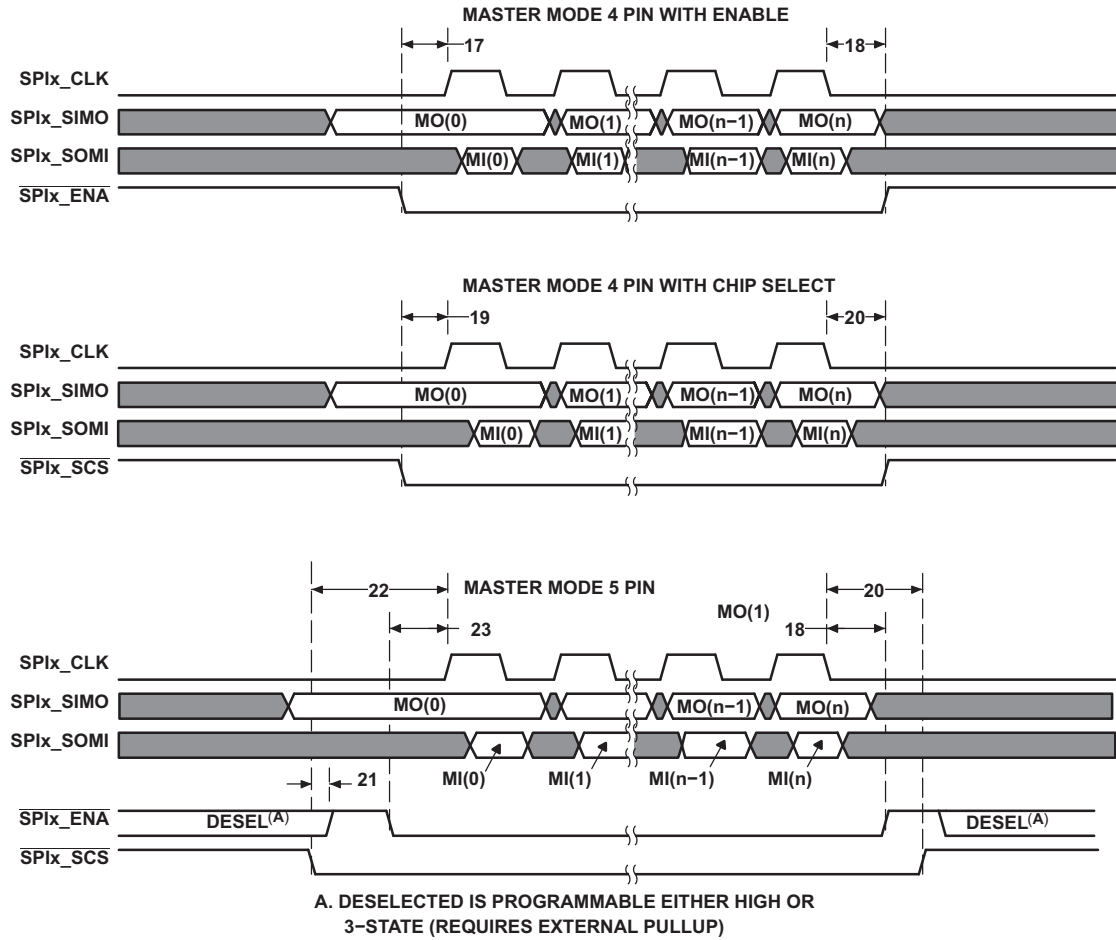 MASTER MODE 4 PIN WITH ENABLE
17
18
SPIx_CLK
SPIx_SIMO
MO(0)
MO(1)
MO(n−1)
MO(n)
SPIx_SOMI
MI(0)
MI(1)
MI(n−1)
MI(n)
SPIx_ENA
MASTER MODE 4 PIN WITH CHIP SELECT
19
20
SPIx_CLK
SPIx_SIMO
MO(0)
MO(1)
MO(n−1)
MO(n)
SPIx_SOMI
MI(0)
MI(1)
MI(n−1)
MI(n)
SPIx_SCS
22
MASTER MODE 5 PIN
20
MO(1)
23
18
SPIx_CLK
SPIx_SIMO
MO(0)
MO(n−1)
MO(n)
SPIx_SOMI
MI(0)
MI(1)
MI(n−1)
MI(n)
21
SPIx_ENA
DESEL(A)
DESEL(A)
SPIx_SCS
A. DESELECTED IS PROGRAMMABLE EITHER HIGH OR
3−STATE (REQUIRES EXTERNAL PULLUP)